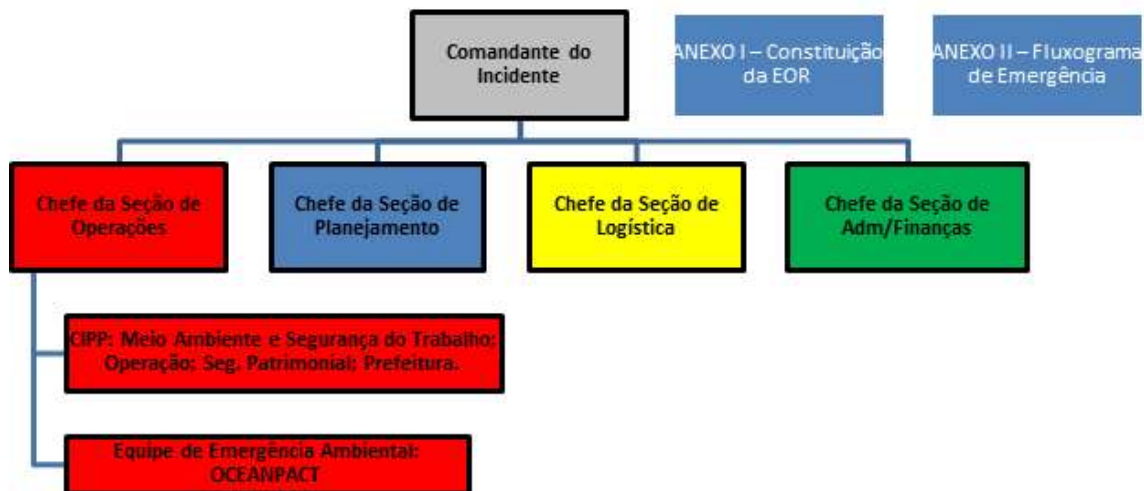 Comandante do
Incidente
ANEXO I – Constituição
da EOR
ANEXO II – Fluxograma
de Emergência
Chefe da Seção de
Operações
Chefe da Seção de
Planejamento
Chefe da Seção de
Logística
Chefe da Seção de
Adm/Finanças
CIPP: Meio Ambiente e Segurança do Trabalho;
Operação; Seg. Patrimonial; Prefeitura.
Equipe de Emergência Ambiental:
OCEANPACT